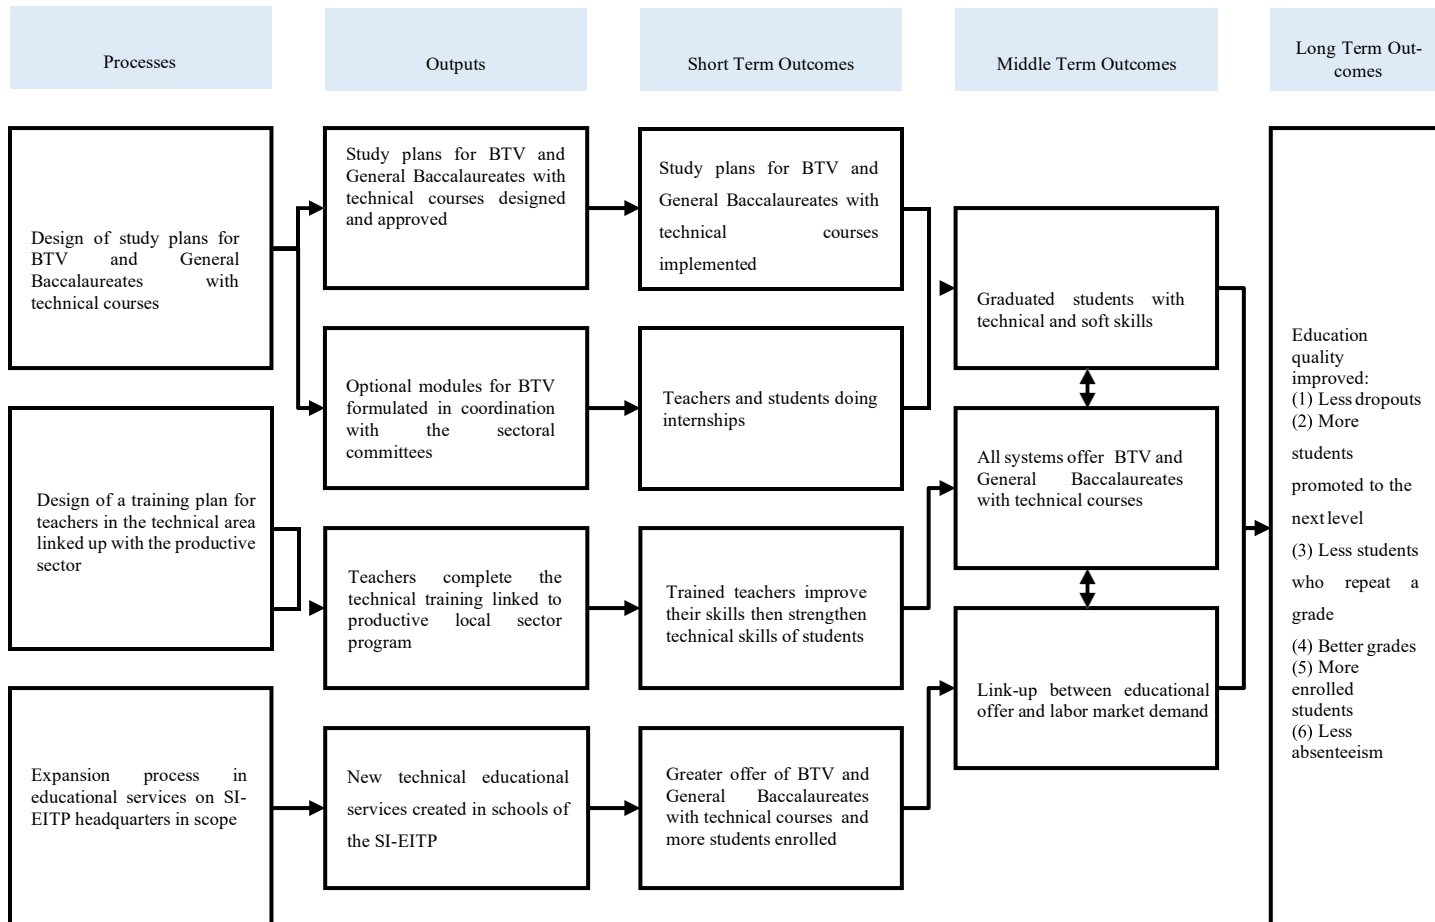 Processes
Outputs
Short Term Outcomes
Middle Term Outcomes
Long Term Out-
comes
Design of study plans for
BTV and General
Baccalaureates with
technical courses
Design of a training plan for
teachers in the technical area
linked up with the productive
sector
Expansion process in
educational services on SI-
EITP headquarters in scope
Study plans for BTV and
General Baccalaureates with
technical courses designed
and approved
Optional modules for BTV
formulated in coordination
with the sectoral
committees
Teachers complete the
technical training linked to
productive local sector
program
New technical educational
services created in schools of
the SI-EITP
Study plans for BTV and
General Baccalaureates with
technical courses
implemented
Teachers and students doing
internships
Trained teachers improve
their skills then strengthen
technical skills of students
Greater offer of BTV and
General Baccalaureates
with technical courses and
more students enrolled
Graduated students with
technical and soft skills
All systems offer BTV and
General Baccalaureates
with technical courses
Link-up between educational
offer and labor market demand
Education
quality
improved:
(1) Less dropouts
(2) More
students
promoted to the
next level
(3) Less students
who repeat a
grade
(4) Better grades
(5) More
enrolled
students
(6) Less
absenteeism